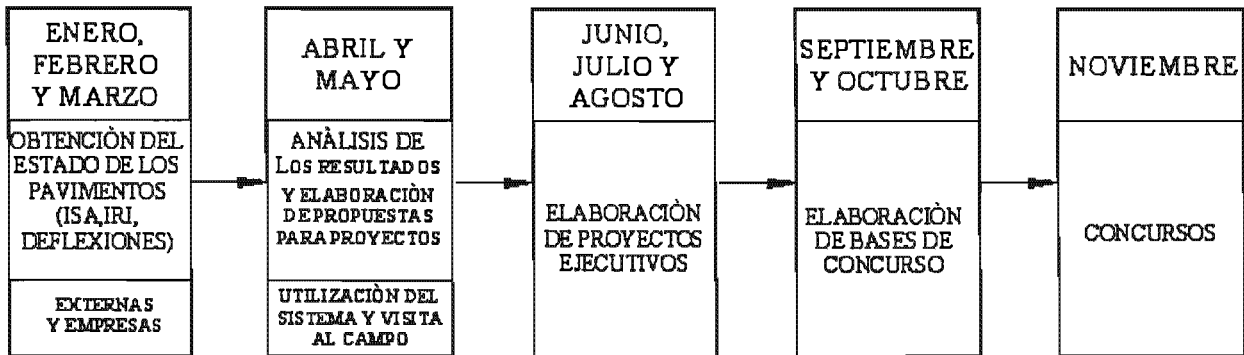 ENERO,
FEBRERO
Y MARZO
OBTENCIÒN DEL
ESTADO DE LOS
PAVIMENTOS
(ISA,IRI,
DEFLEXIONES)
EXTERNAS
Y EMPRESAS
ABRIL Y
MAYO
ANÀLISIS DE
LOS RESULTADOS
Y ELABORACIÒN
DE PROPUESTAS
PARA PROYECTOS
UTILIZACIÒN DEL
SISTEMA Y VISITA
AL CAMPO
JUNIO,
JULIO Y
AGOSTO
ELABORACIÒN
DE PROYECTOS
EJECUTIVOS
SEPTIEMBRE
Y OCTUBRE
ELABORACIÒN
DE BASES DE
CONCURSO
NOVIEMBRE
CONCURSOS